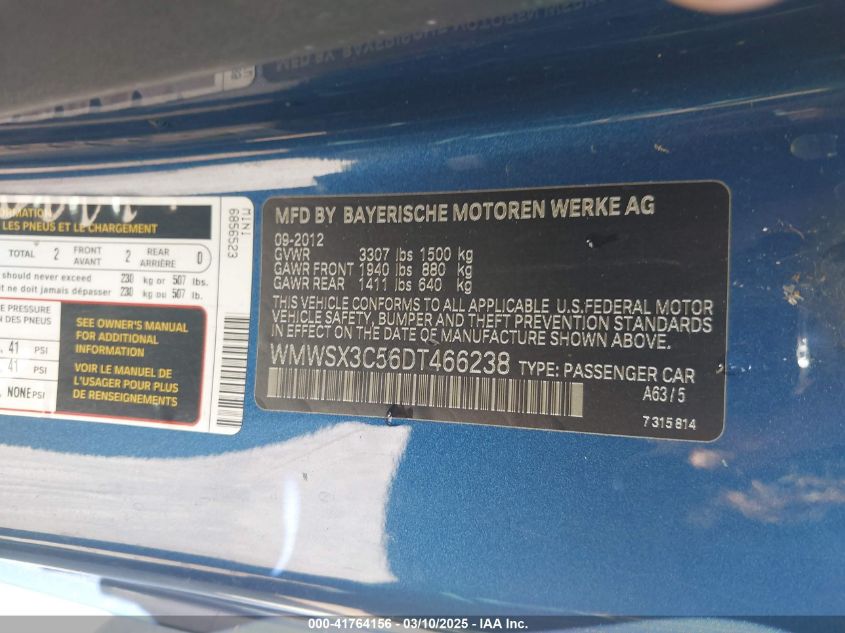 ORMATION
LES PNEUS ET LE CHARGEMENT
TOTAL 2 FRONT AVANT 2 REAR ARRIÈRE 0
should never exceed 230 kg or 507 lbs.
it ne doit jamais dépasser 230 kg ou 507 lb.
E PRESSURE
ON DES PNEUS
41 PSI
41 PSI
NONE PSI
SEE OWNER'S MANUAL
FOR ADDITIONAL
INFORMATION
VOIR LE MANUEL DE
L'USAGER POUR PLUS
DE RENSEIGNEMENTS
MINI
6856523
MFD BY BAYERISCHE MOTOREN WERKE AG
09-2012
GVWR 3307 lbs 1500 kg
GAWR FRONT 1940 lbs 880 kg
GAWR REAR 1411 lbs 640 kg
THIS VEHICLE CONFORMS TO ALL APPLICABLE U.S.FEDERAL MOTOR
VEHICLE SAFETY, BUMPER AND THEFT PREVENTION STANDARDS
IN EFFECT ON THE DATE OF MANUFACTURE SHOWN ABOVE.
WMWSX3C56DT466238 TYPE: PASSENGER CAR
A63/5
7 315 814
000-41764156 - 03/10/2025 - IAA Inc.